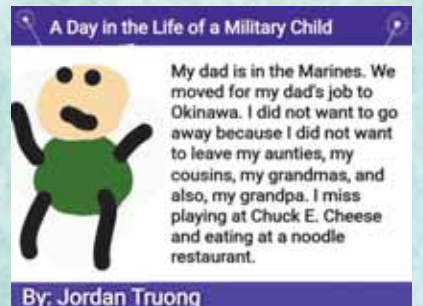 A Day in the Life of a Military Child
My dad is in the Marines. We
moved for my dad's job to
Okinawa. I did not want to go
away because I did not want
to leave my aunties, my
cousins, my grandmas, and
also, my grandpa. I miss
playing at Chuck E. Cheese
and eating at a noodle
restaurant.
By: Jordan Truong